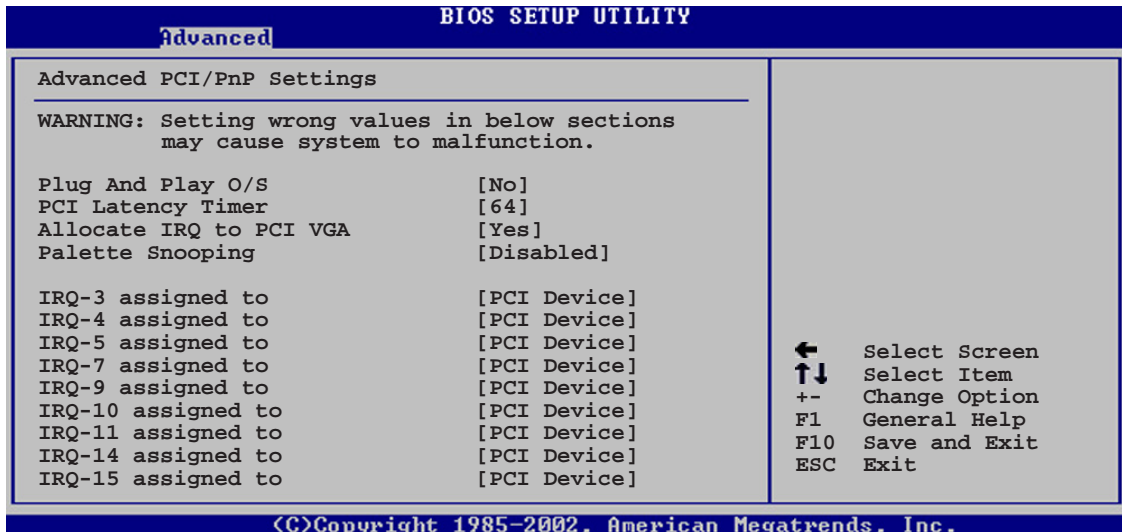 BIOS SETUP UTILITY
Advanced
Advanced PCI/PnP Settings
WARNING: Setting wrong values in below sections
may cause system to malfunction.
Plug And Play O/S [No]
PCI Latency Timer [64]
Allocate IRQ to PCI VGA [Yes]
Palette Snooping [Disabled]
IRQ-3 assigned to [PCI Device]
IRQ-4 assigned to [PCI Device]
IRQ-5 assigned to [PCI Device]
IRQ-7 assigned to [PCI Device]
IRQ-9 assigned to [PCI Device]
IRQ-10 assigned to [PCI Device]
IRQ-11 assigned to [PCI Device]
IRQ-14 assigned to [PCI Device]
IRQ-15 assigned to [PCI Device]
← Select Screen
↑↓ Select Item
+- Change Option
F1 General Help
F10 Save and Exit
ESC Exit
(C)Copyright 1985-2002, American Megatrends, Inc.